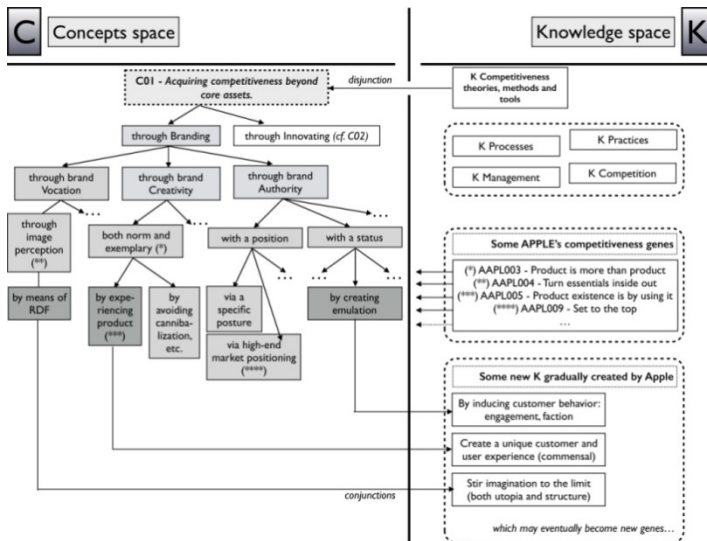 C
Concepts space
Knowledge space
K
C01 - Acquiring competitiveness beyond
core assets.
disjunction
K Competitiveness
theories, methods and
tools
through Branding
through Innovating (cf. C02)
K Processes
K Practices
K Management
K Competition
through brand
Vocation
through brand
Creativity
through brand
Authority
...
...
...
through
image
perception
(**)
both norm and
exemplary (*)
with a position
with a status
Some APPLE's competitiveness genes
(*) AAPL003 - Product is more than product
(**) AAPL004 - Turn essentials inside out
(***) AAPL005 - Product existence is by using it
(****) AAPL009 - Set to the top
...
...
...
...
by means of
RDF
by expe-
riencing
product
(***)
by
avoiding
canniba-
lization,
etc.
via a
specific
posture
via high-end
market positioning
(****)
by creating
emulation
Some new K gradually created by Apple
By inducing customer behavior:
engagement, faction
Create a unique customer and
user experience (commensal)
Stir imagination to the limit
(both utopia and structure)
conjunctions
which may eventually become new genes...